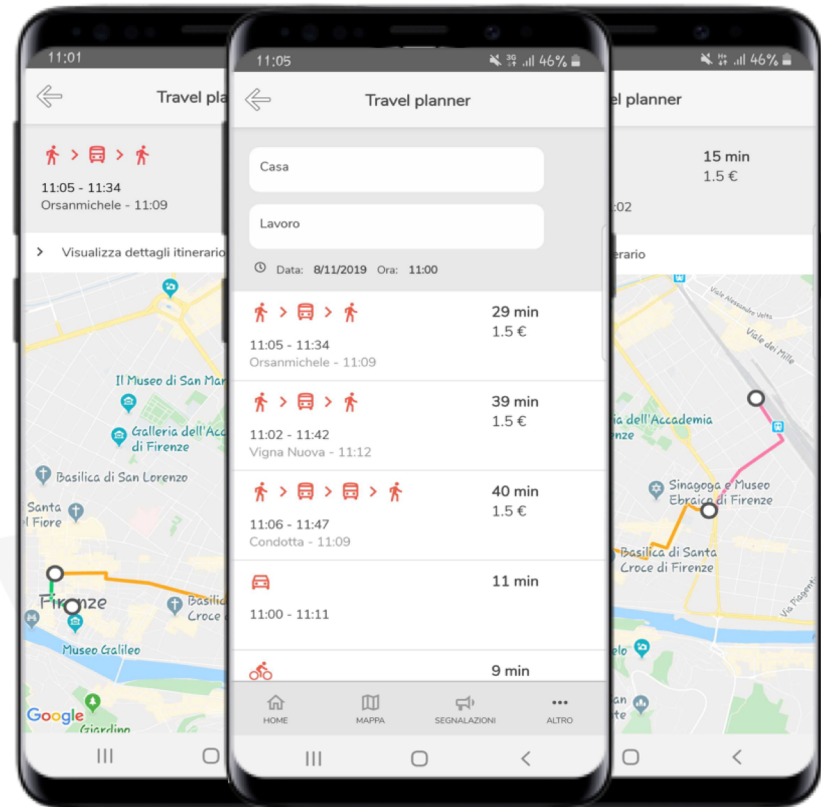 11:01
Travel pla
11:05 - 11:34
Orsanmichele - 11:09
Visualizza dettagli itinerario
Il Museo di San Mar
Galleria dell'Acc
di Firenze
Basilica di San Lorenzo
Santa
l Fiore
Firenze
Basilic
Croce
Museo Galileo
Google
Giardino
11:05
3G
46%
Travel planner
Casa
Lavoro
Data: 8/11/2019 Ora: 11:00
29 min
1.5 €
11:05 - 11:34
Orsanmichele - 11:09
39 min
1.5 €
11:02 - 11:42
Vigna Nuova - 11:12
40 min
1.5 €
11:06 - 11:47
Condotta - 11:09
11 min
11:00 - 11:11
9 min
HOME
MAPPA
SEGNALAZIONI
ALTRO
46%
el planner
15 min
1.5 €
:02
erario
Viale Alessandro Volta
Viale dei Mille
ia dell'Accademia
nze
Sinagoga e Museo
Ebraico di Firenze
Basilica di Santa
Croce di Firenze
Via Piagenti
elo
an
te